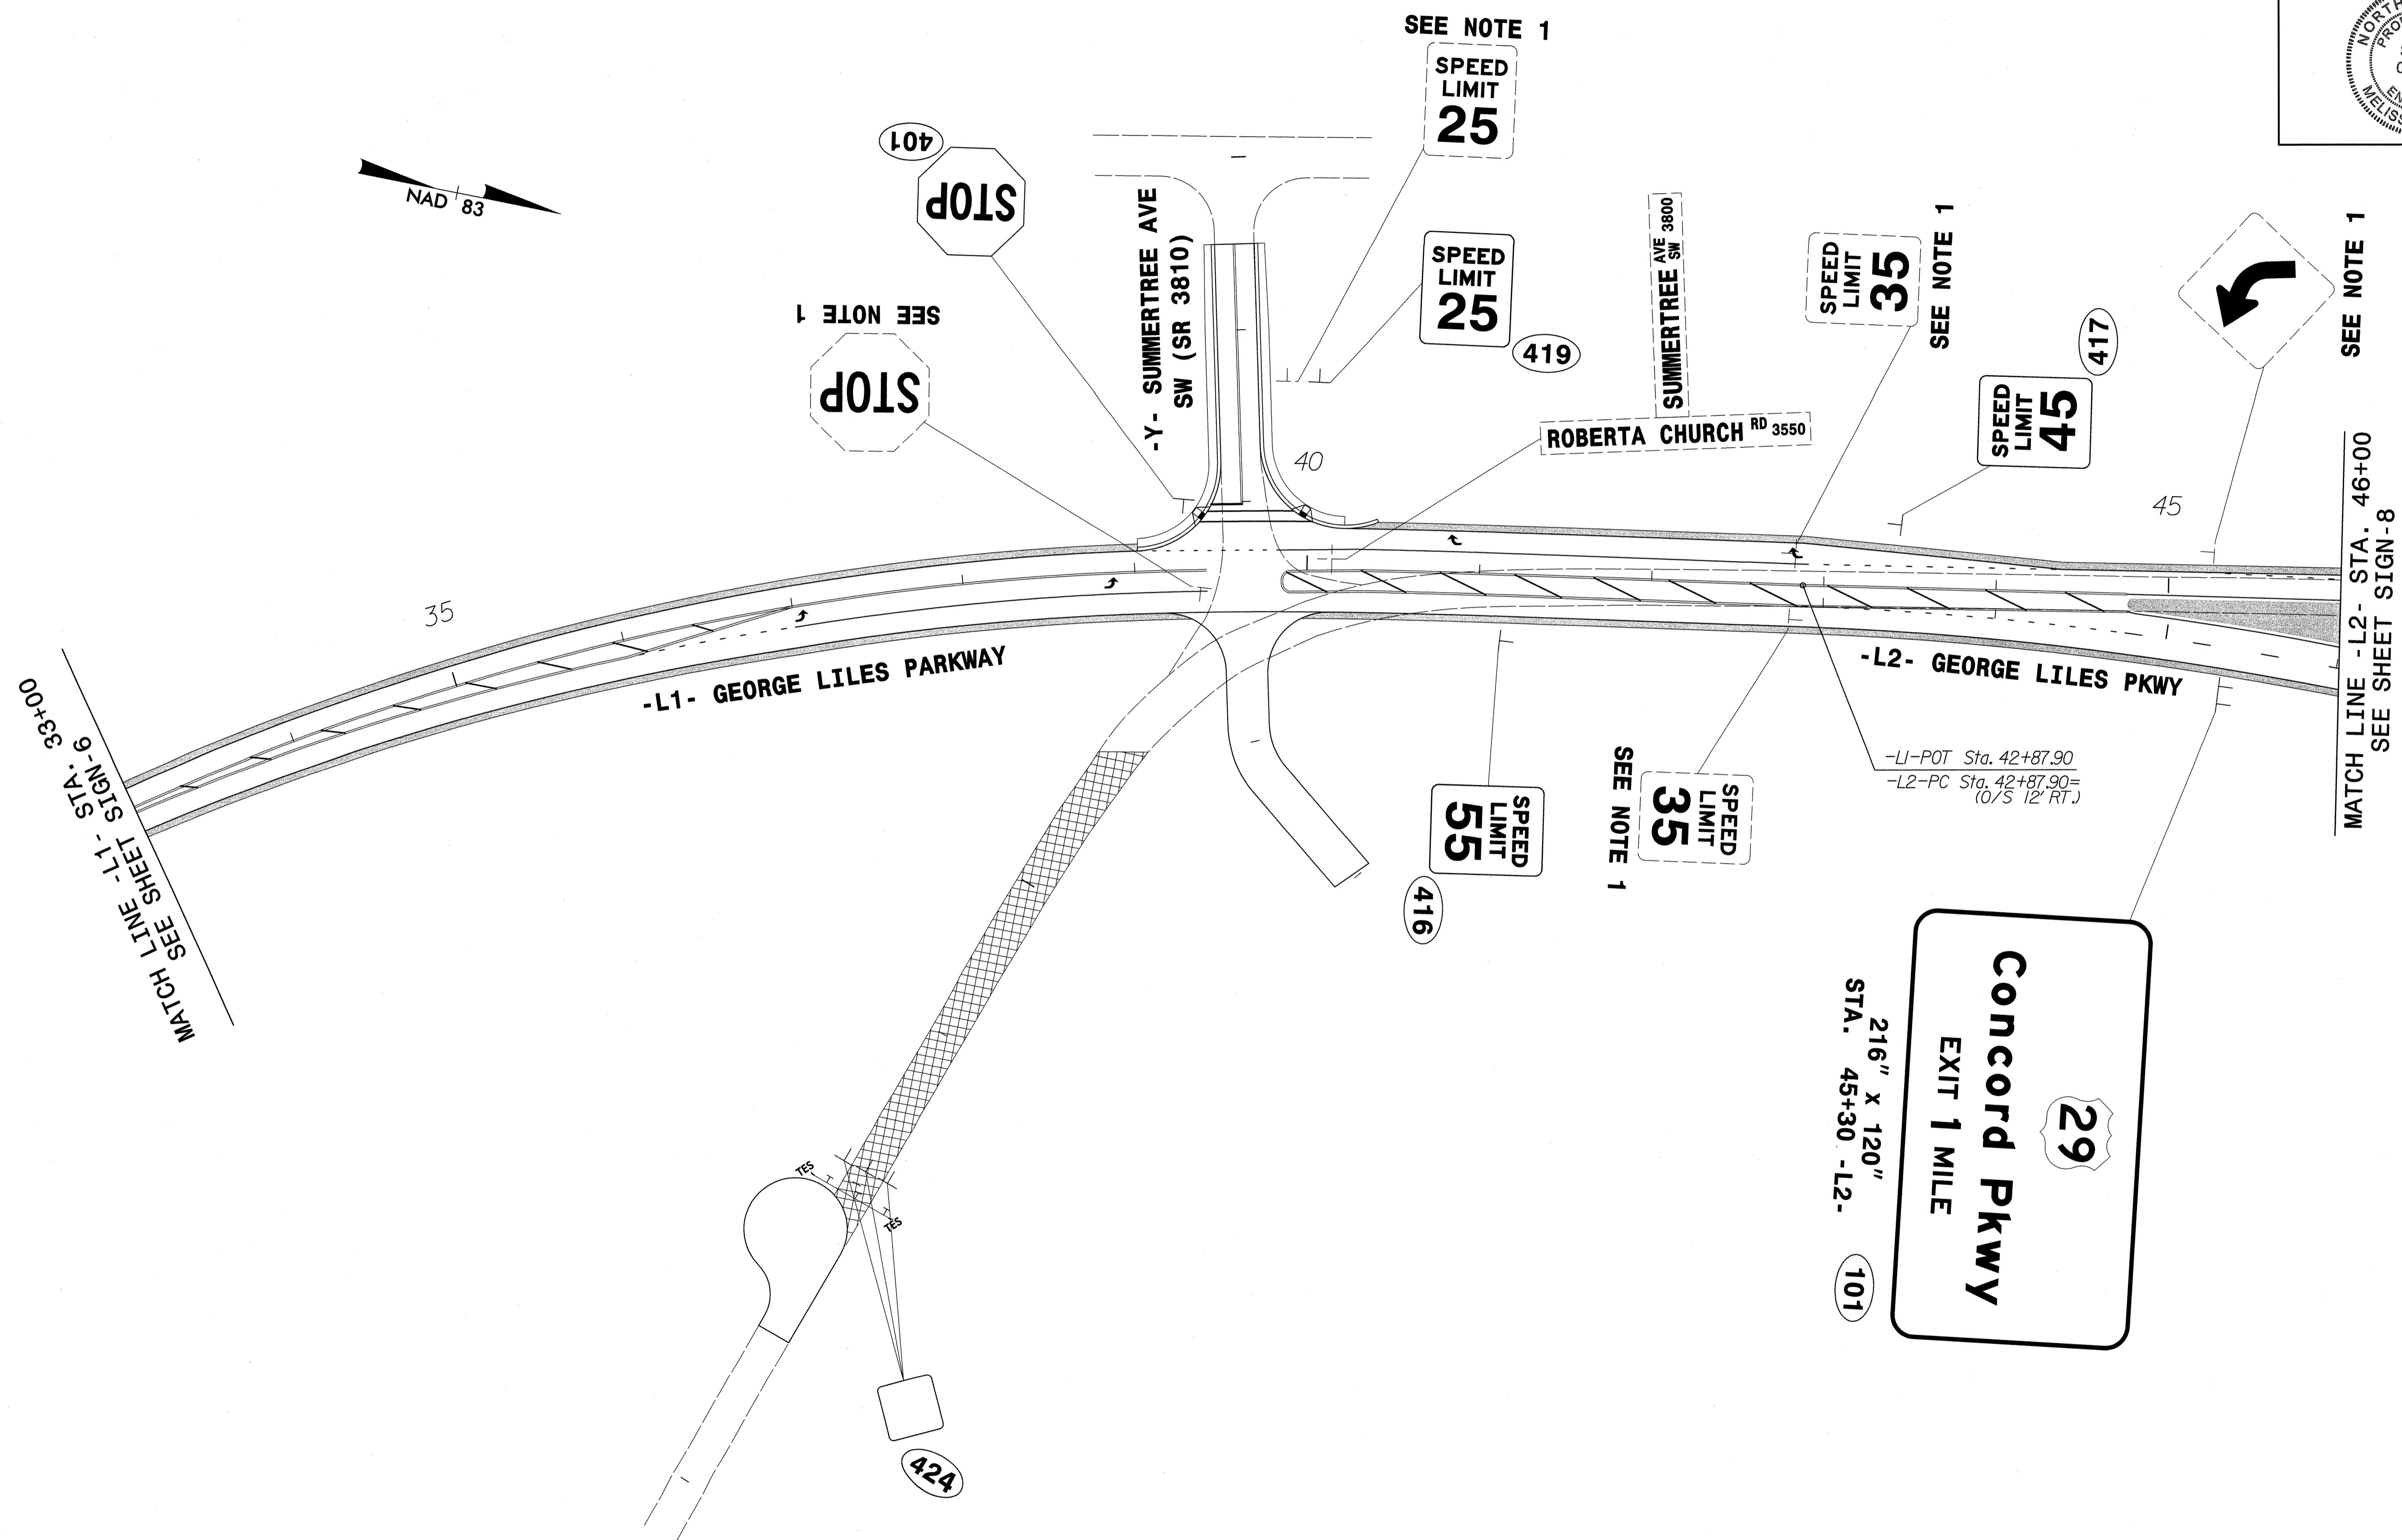 SEE NOTE 1
SPEED
LIMIT
25
401
STOP
NAD 83
-Y- SUMMERTREE AVE
SW (SR 3810)
SPEED
LIMIT
25
419
SUMMERTREE AVE SW 3800
ROBERTA CHURCH RD 3550
SPEED
LIMIT
35
SEE NOTE 1
SEE NOTE 1
417
SPEED
LIMIT
45
SEE NOTE 1
STOP
40
45
35
MATCH LINE -L2- STA. 46+00
SEE SHEET SIGN-8
MATCH LINE -L1- STA. 33+00
SEE SHEET SIGN-6
-L1- GEORGE LILES PARKWAY
-L2- GEORGE LILES PKWY
-L1-POT Sta. 42+87.90
-L2-PC Sta. 42+87.90=
(O/S 12' RT.)
SPEED
LIMIT
55
416
SPEED
LIMIT
35
SEE NOTE 1
29
Concord Pkwy
EXIT 1 MILE
216" X 120"
STA. 45+30 -L2-
101
TES
TES
424
NORTH
MELISS